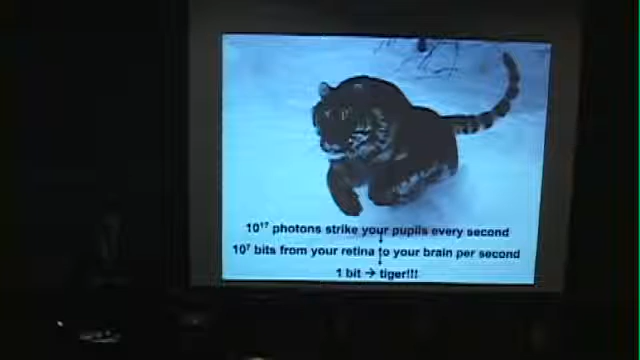 10¹⁷ photons strike your pupils every second
10⁷ bits from your retina to your brain per second
1 bit → tiger!!!